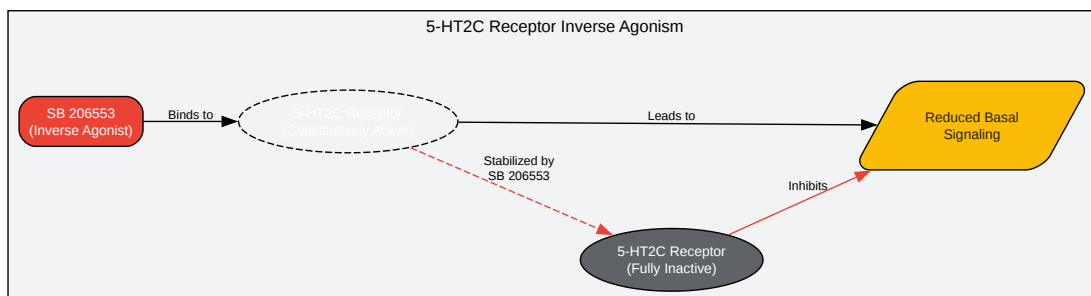 5-HT2C Receptor Inverse Agonism
SB 206553
(Inverse Agonist)
Binds to
5-HT2C Receptor
(Constitutively Active)
Leads to
Reduced Basal
Signaling
Stabilized by
SB 206553
Inhibits
5-HT2C Receptor
(Fully Inactive)